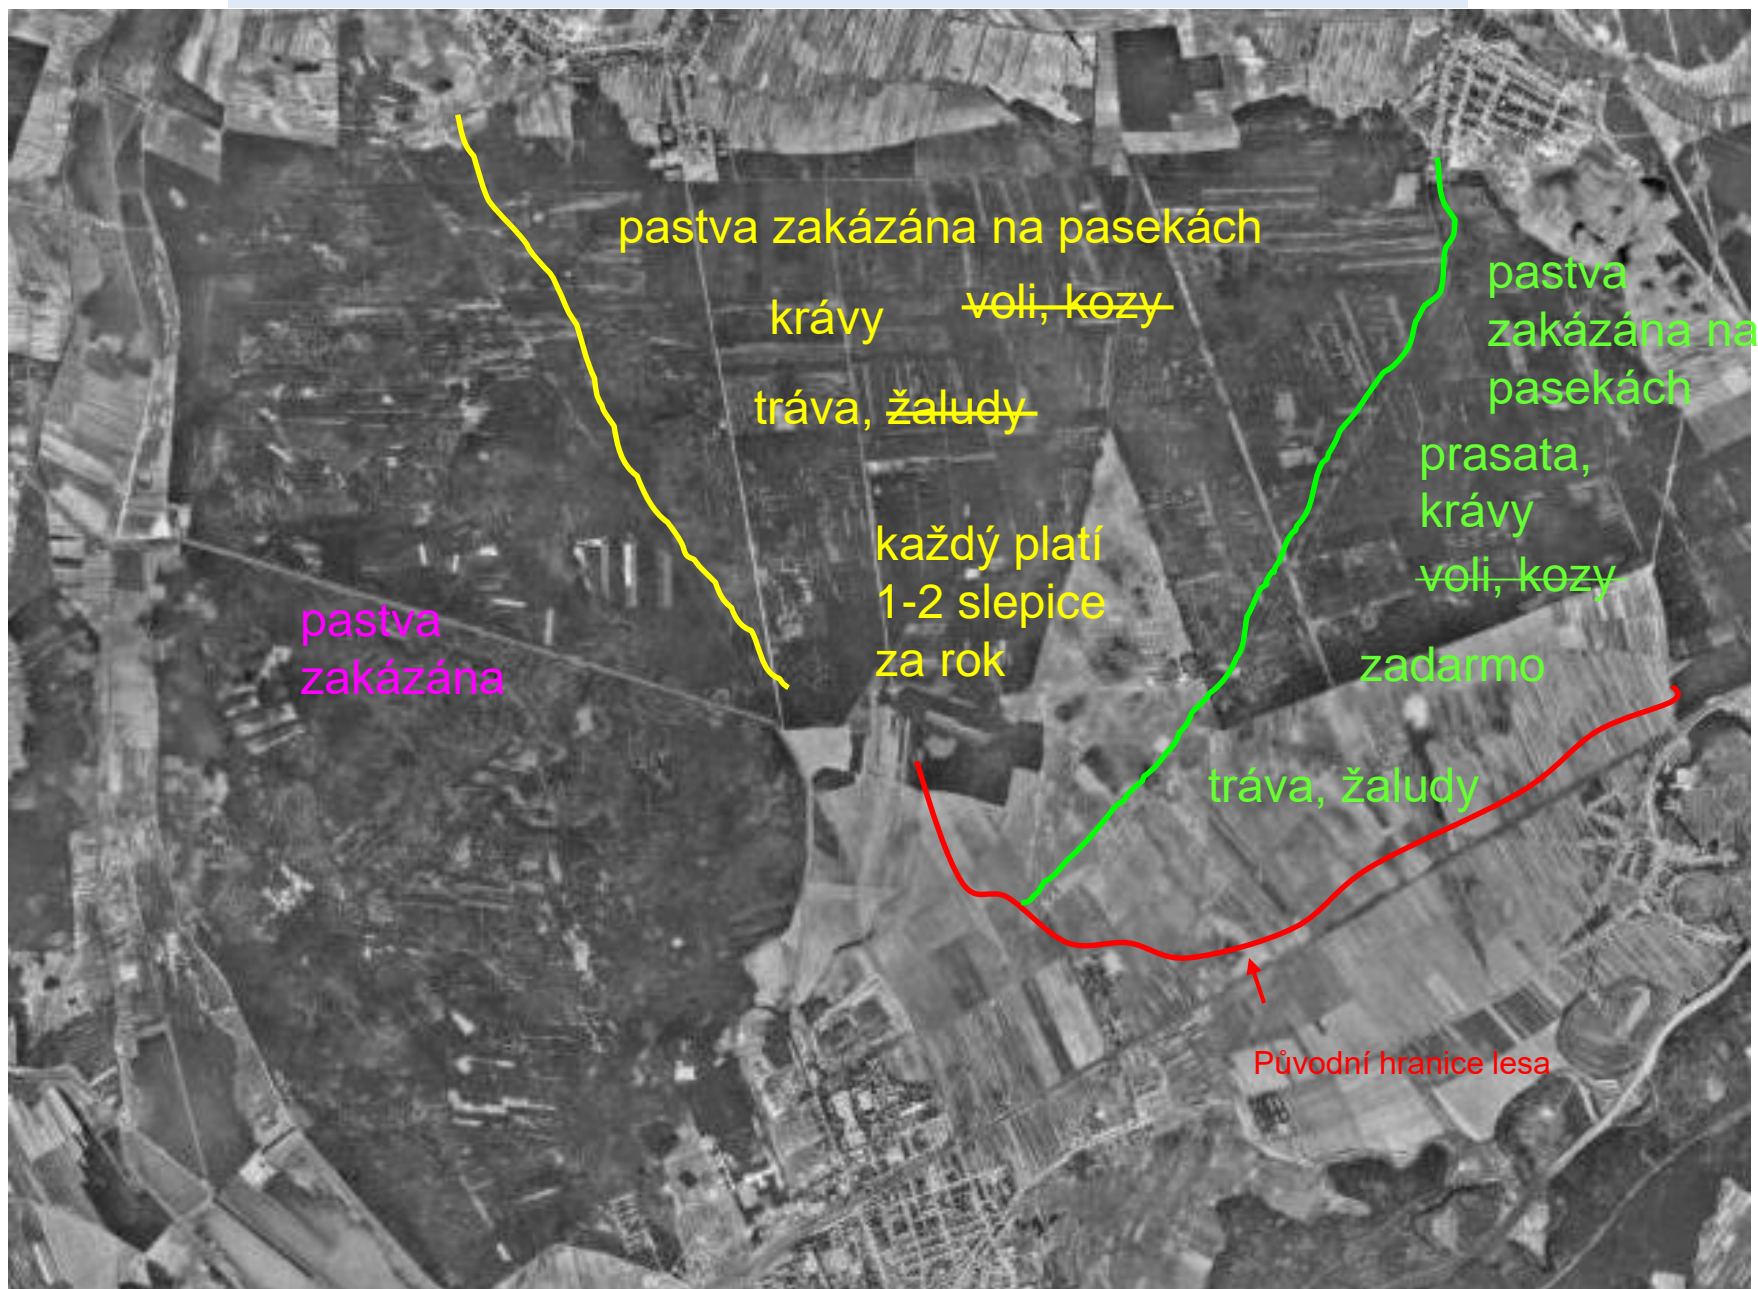 pastva zakázána na pasekách
krávy
voli, kozy
tráva, žaludy
každý platí
1-2 slepice
za rok
pastva
zakázána na
pasekách
prasata,
krávy
voli, kozy
zadarmo
tráva, žaludy
pastva
zakázána
Původní hranice lesa